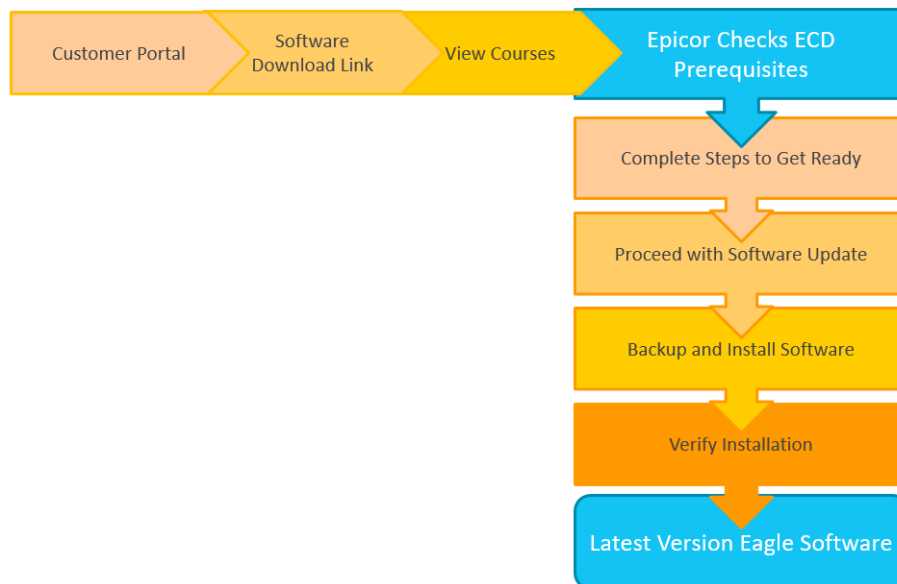 Customer Portal
Software
Download Link
View Courses
Epicor Checks ECD
Prerequisites
Complete Steps to Get Ready
Proceed with Software Update
Backup and Install Software
Verify Installation
Latest Version Eagle Software